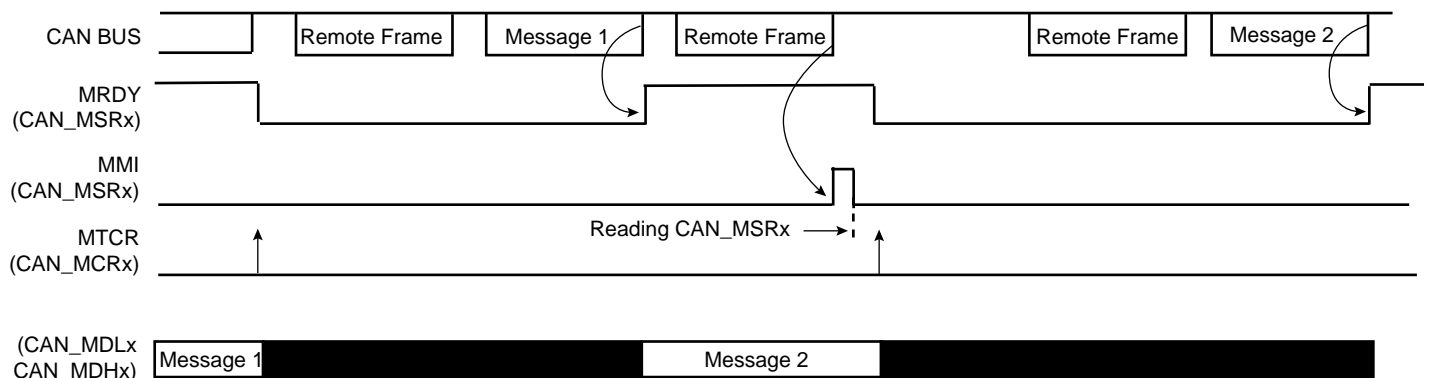 CAN BUS
Remote Frame
Message 1
Remote Frame
Remote Frame
Message 2
MRDY
(CAN_MSRx)
MMI
(CAN_MSRx)
Reading CAN_MSRx
MTCR
(CAN_MCRx)
(CAN_MDLx
CAN_MDHx)
Message 1
Message 2